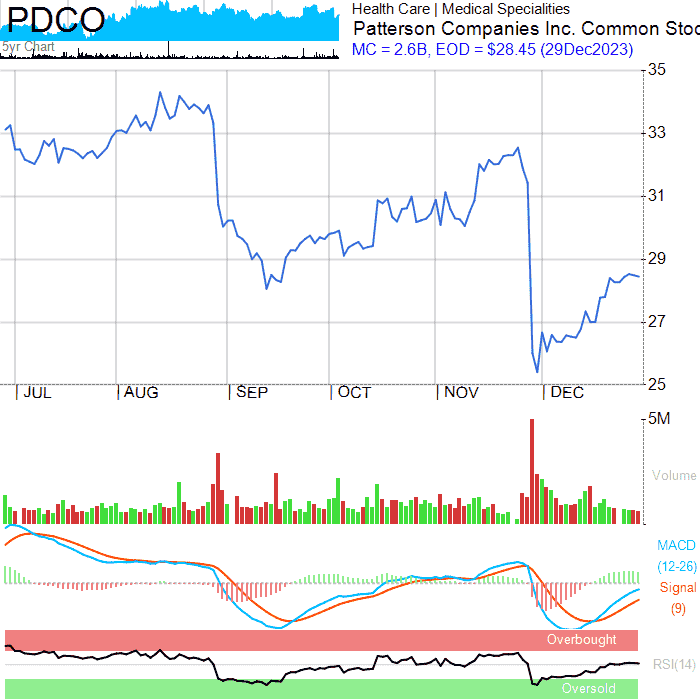 PDCO
5yr Chart
Health Care | Medical Specialities
Patterson Companies Inc. Common Stoc
MC = 2.6B, EOD = $28.45 (29Dec2023)
35
33
31
29
27
25
JUL AUG SEP OCT NOV DEC
5M
Volume
MACD
(12-26)
Signal
(9)
Overbought
RSI(14)
Oversold